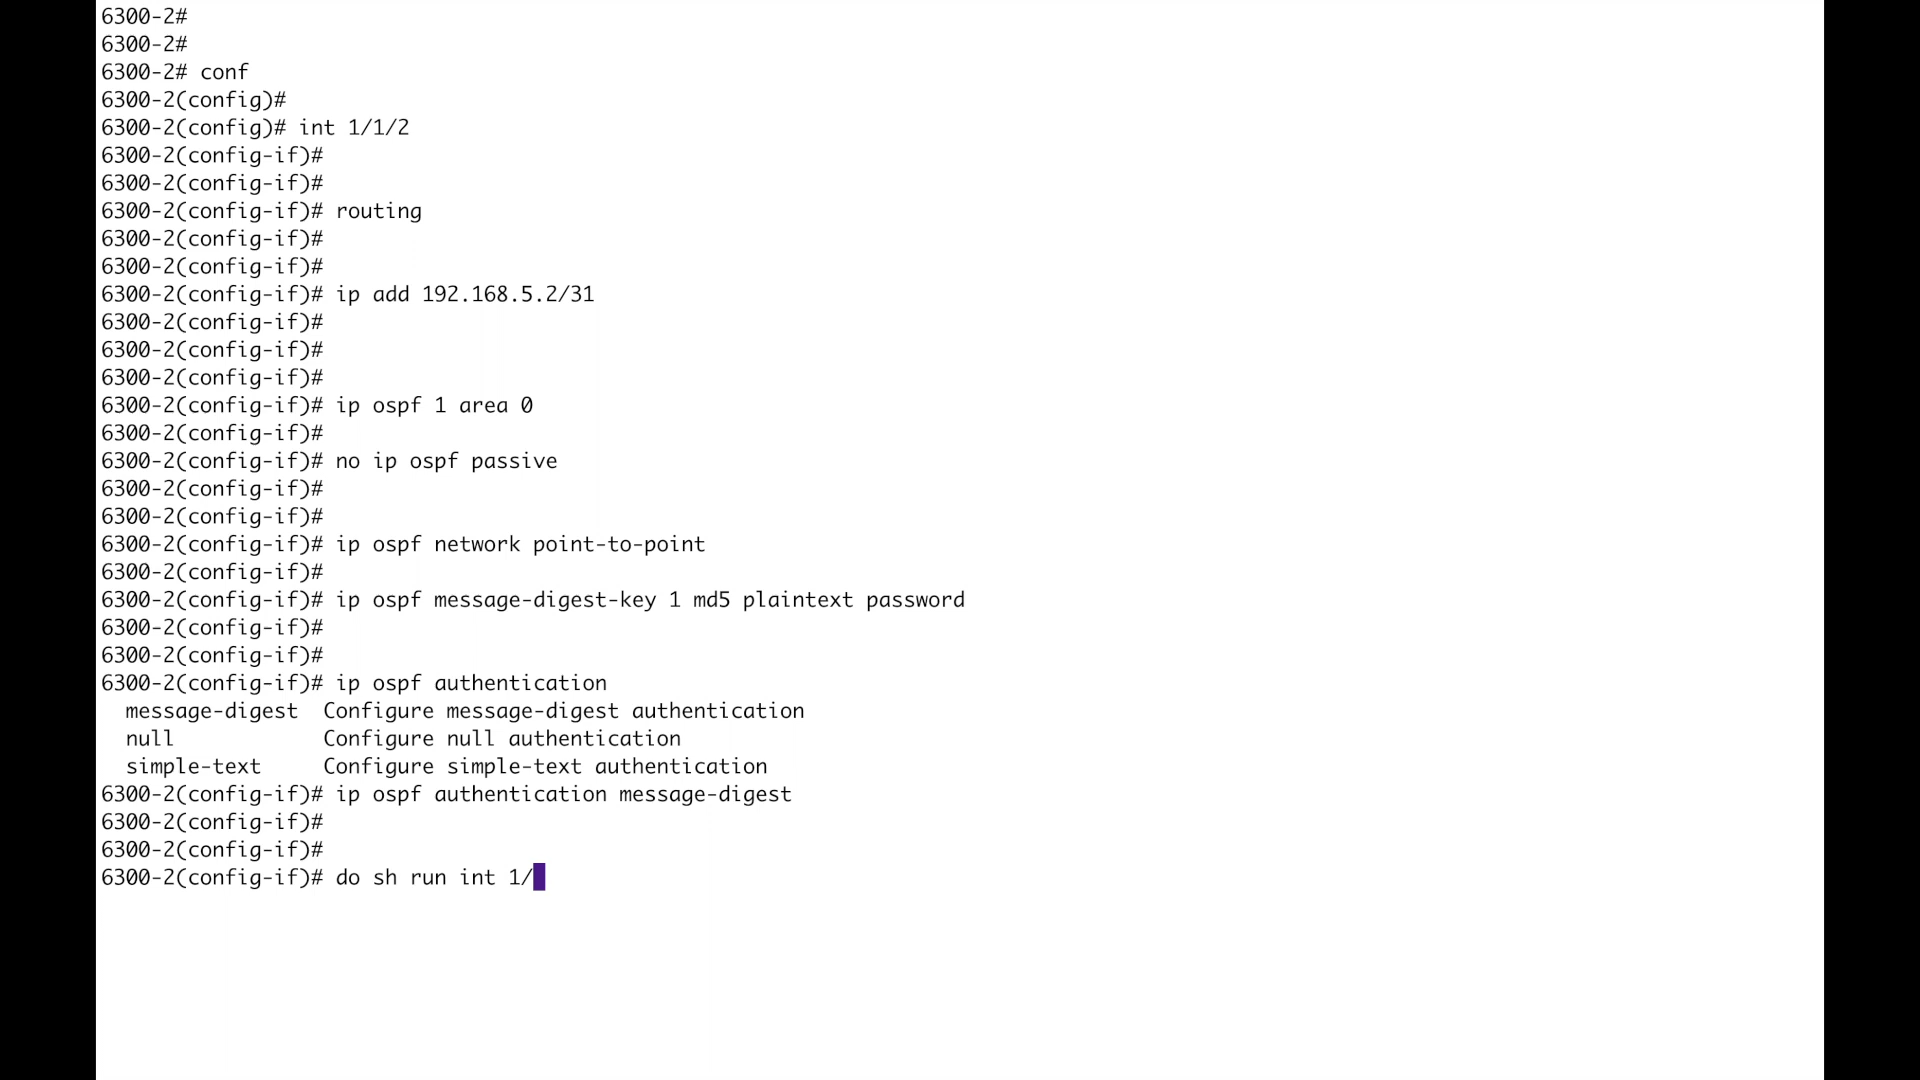 6300-2#
6300-2#
6300-2# conf
6300-2(config)#
6300-2(config)# int 1/1/2
6300-2(config-if)#
6300-2(config-if)#
6300-2(config-if)# routing
6300-2(config-if)#
6300-2(config-if)#
6300-2(config-if)# ip add 192.168.5.2/31
6300-2(config-if)#
6300-2(config-if)#
6300-2(config-if)#
6300-2(config-if)# ip ospf 1 area 0
6300-2(config-if)#
6300-2(config-if)# no ip ospf passive
6300-2(config-if)#
6300-2(config-if)#
6300-2(config-if)# ip ospf network point-to-point
6300-2(config-if)#
6300-2(config-if)# ip ospf message-digest-key 1 md5 plaintext password
6300-2(config-if)#
6300-2(config-if)#
6300-2(config-if)# ip ospf authentication
message-digest  Configure message-digest authentication
null            Configure null authentication
simple-text     Configure simple-text authentication
6300-2(config-if)# ip ospf authentication message-digest
6300-2(config-if)#
6300-2(config-if)#
6300-2(config-if)# do sh run int 1/